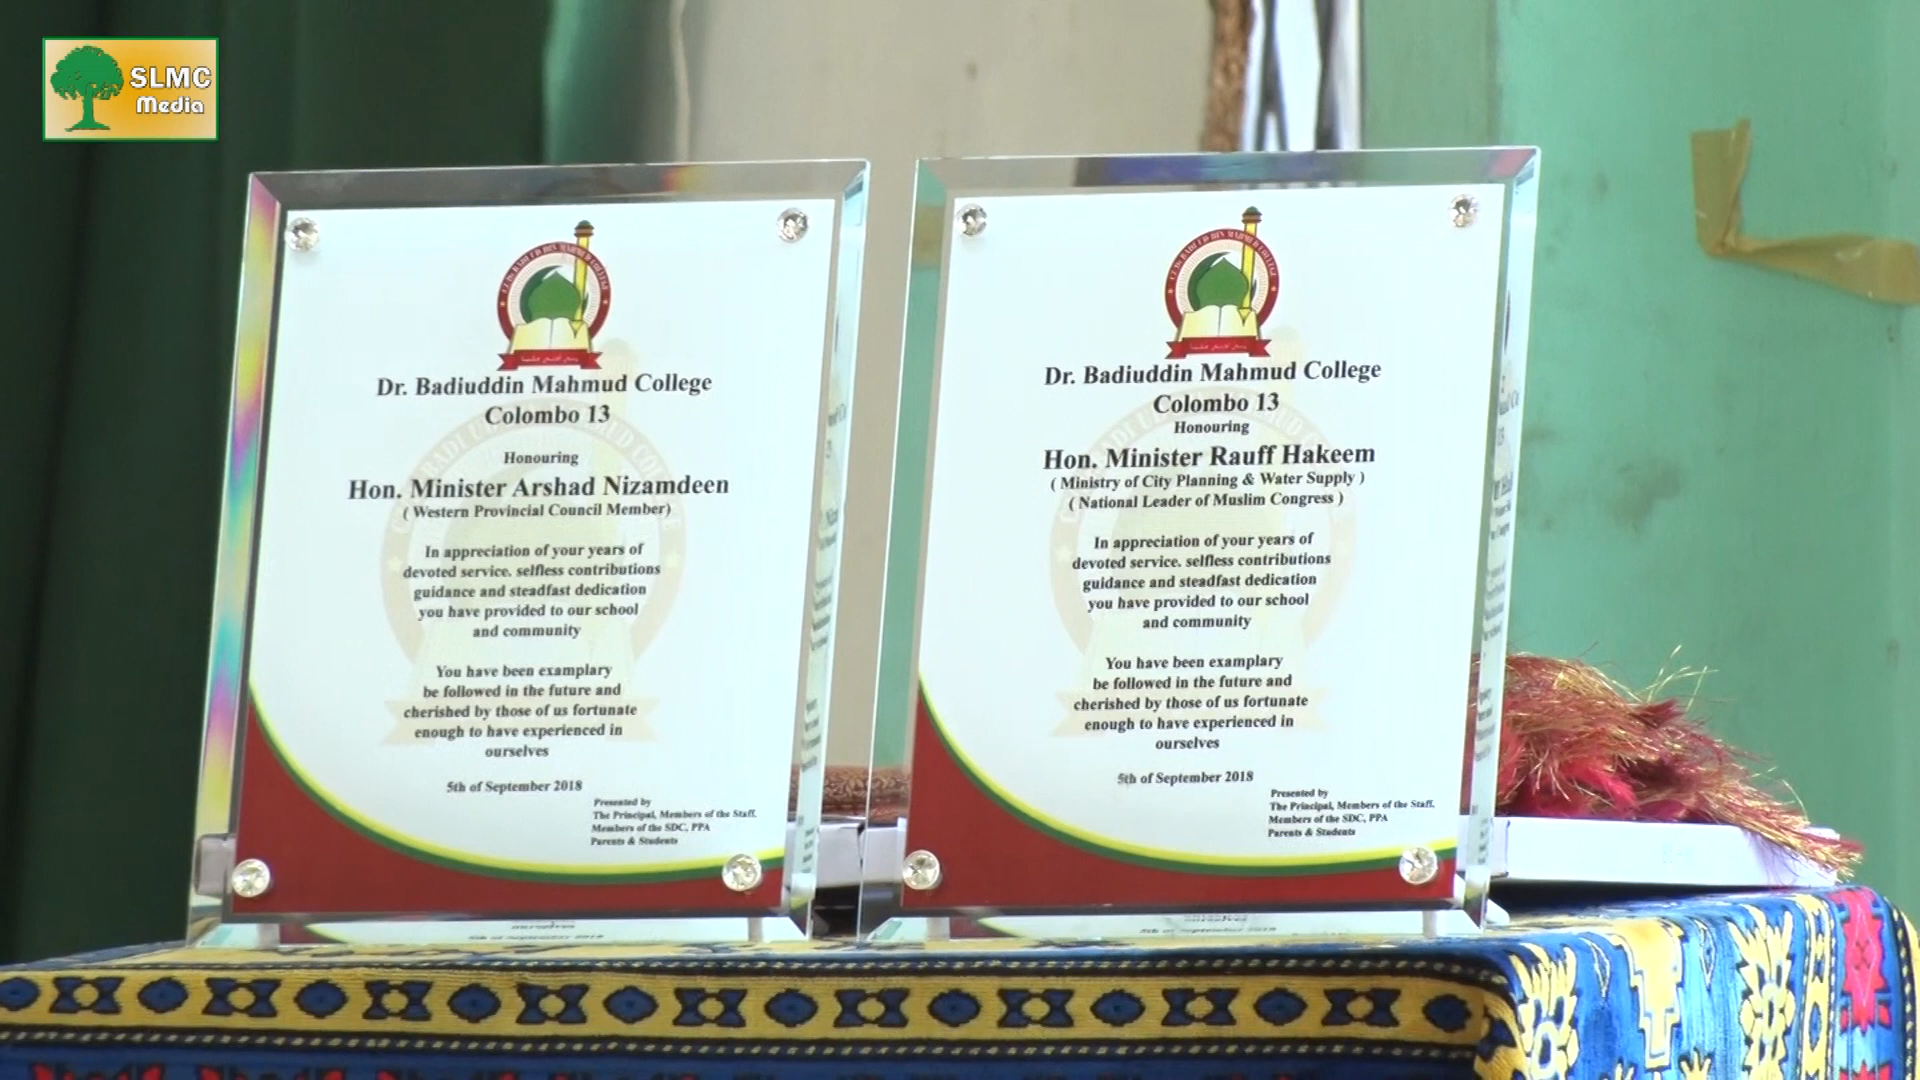 SLMC
Media
Dr. Badiuddin Mahmud College
Colombo 13
Honouring
Hon. Minister Arshad Nizamdeen
( Western Provincial Council Member)
In appreciation of your years of
devoted service. selfless contributions
guidance and steadfast dedication
you have provided to our school
and community
You have been examplary
be followed in the future and
cherished by those of us fortunate
enough to have experienced in
ourselves
5th of September 2018
Presented by
The Principal, Members of the Staff,
Members of the SDC, PPA
Parents & Students
Dr. Badiuddin Mahmud College
Colombo 13
Honouring
Hon. Minister Rauff Hakeem
( Ministry of City Planning & Water Supply )
( National Leader of Muslim Congress )
In appreciation of your years of
devoted service. selfless contributions
guidance and steadfast dedication
you have provided to our school
and community
You have been examplary
be followed in the future and
cherished by those of us fortunate
enough to have experienced in
ourselves
5th of September 2018
Presented by
The Principal, Members of the Staff,
Members of the SDC, PPA
Parents & Students